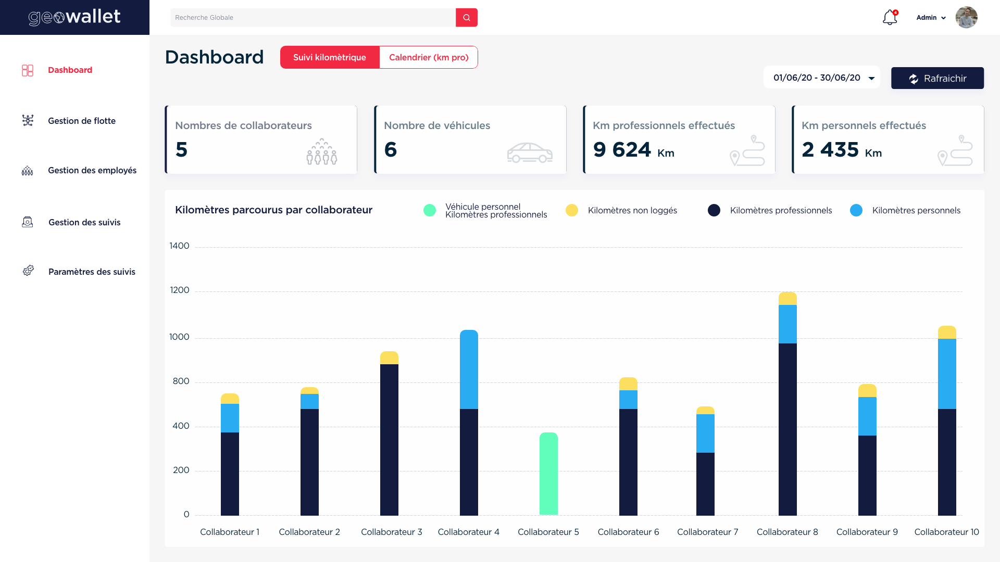 geowallet
Recherche Globale
4
Admin
Dashboard
Gestion de flotte
Gestion des employés
Gestion des suivis
Paramètres des suivis
Dashboard
Suivi kilomètrique
Calendrier (km pro)
01/06/20 - 30/06/20
Rafraichir
Nombres de collaborateurs
5
Nombre de véhicules
6
Km professionnels effectués
9 624 Km
Km personnels effectués
2 435 Km
Kilomètres parcourus par collaborateur
Véhicule personnel
Kilomètres professionnels
Kilomètres non loggés
Kilomètres professionnels
Kilomètres personnels
1400
1200
1000
800
400
200
0
Collaborateur 1
Collaborateur 2
Collaborateur 3
Collaborateur 4
Collaborateur 5
Collaborateur 6
Collaborateur 7
Collaborateur 8
Collaborateur 9
Collaborateur 10